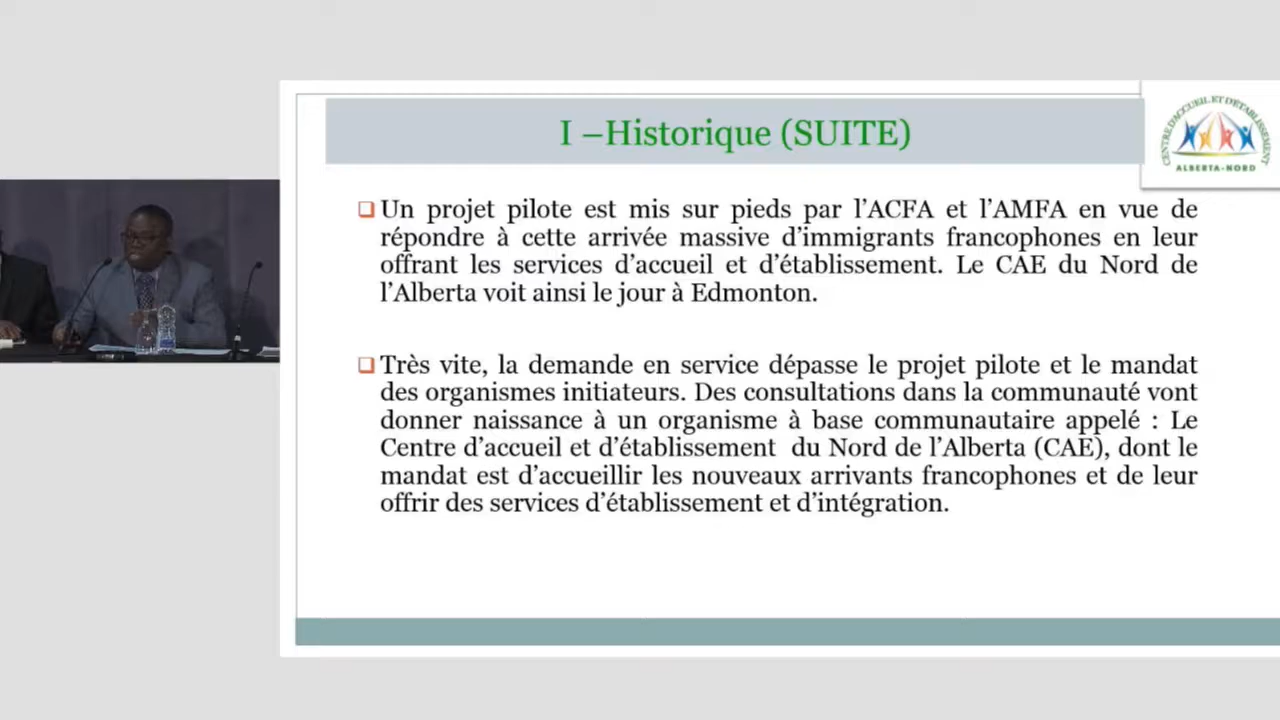 I –Historique (SUITE)
CENTRE D'ACCUEIL ET D'ÉTABLISSEMENT
ALBERTA-NORD
Un projet pilote est mis sur pieds par l’ACFA et l’AMFA en vue de
répondre à cette arrivée massive d’immigrants francophones en leur
offrant les services d’accueil et d’établissement. Le CAE du Nord de
l’Alberta voit ainsi le jour à Edmonton.
Très vite, la demande en service dépasse le projet pilote et le mandat
des organismes initiateurs. Des consultations dans la communauté vont
donner naissance à un organisme à base communautaire appelé : Le
Centre d’accueil et d’établissement  du Nord de l’Alberta (CAE), dont le
mandat est d’accueillir les nouveaux arrivants francophones et de leur
offrir des services d’établissement et d’intégration.